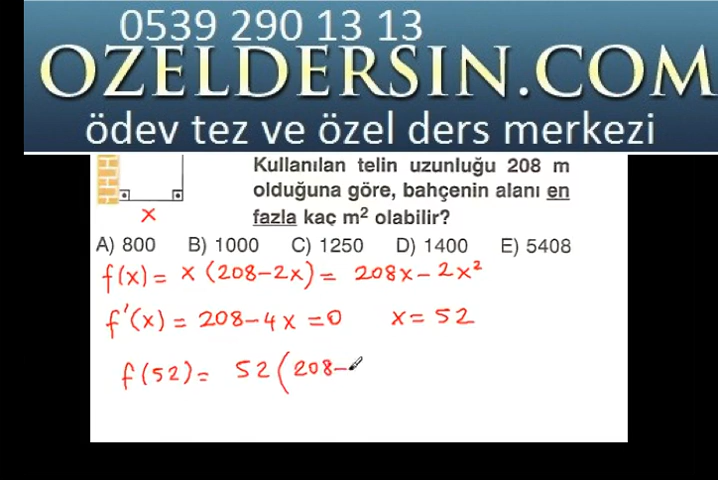 0539 290 13 13
OZELDERSIN.COM
ödev tez ve özel ders merkezi
Kullanılan telin uzunluğu 208 m
olduğuna göre, bahçenin alanı en
fazla kaç m² olabilir?
x
A) 800 B) 1000 C) 1250 D) 1400 E) 5408
f(x) = x (208-2x) = 208x - 2x²
f'(x) = 208 - 4x = 0 x = 52
f(52) = 52 (208-